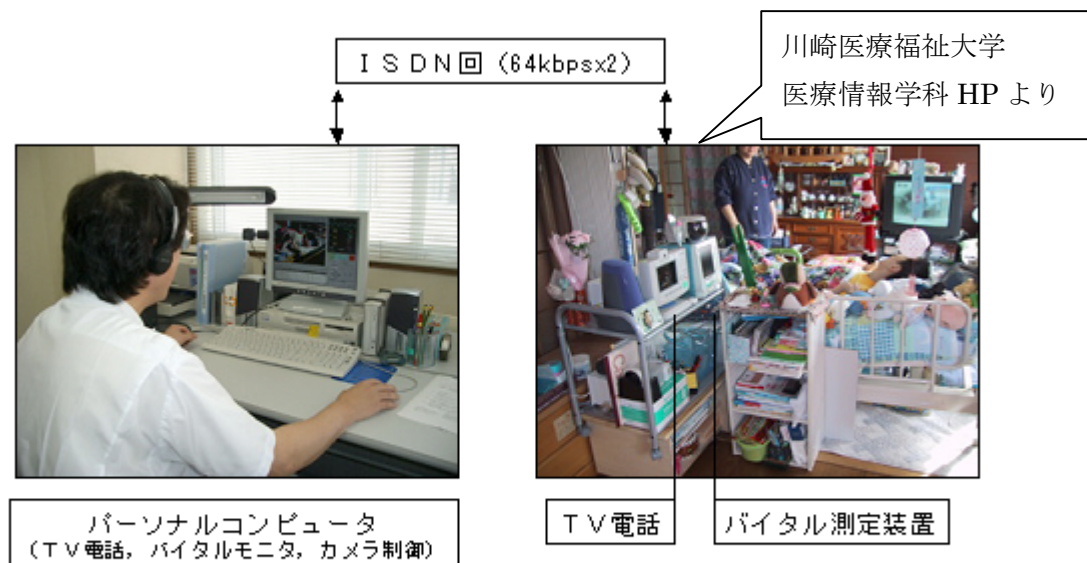 ＩＳＤＮ回（64kbpsx2）
川崎医療福祉大学
医療情報学科 HP より
パーソナルコンピュータ
（ＴＶ電話，バイタルモニタ，カメラ制御）
ＴＶ電話
バイタル測定装置